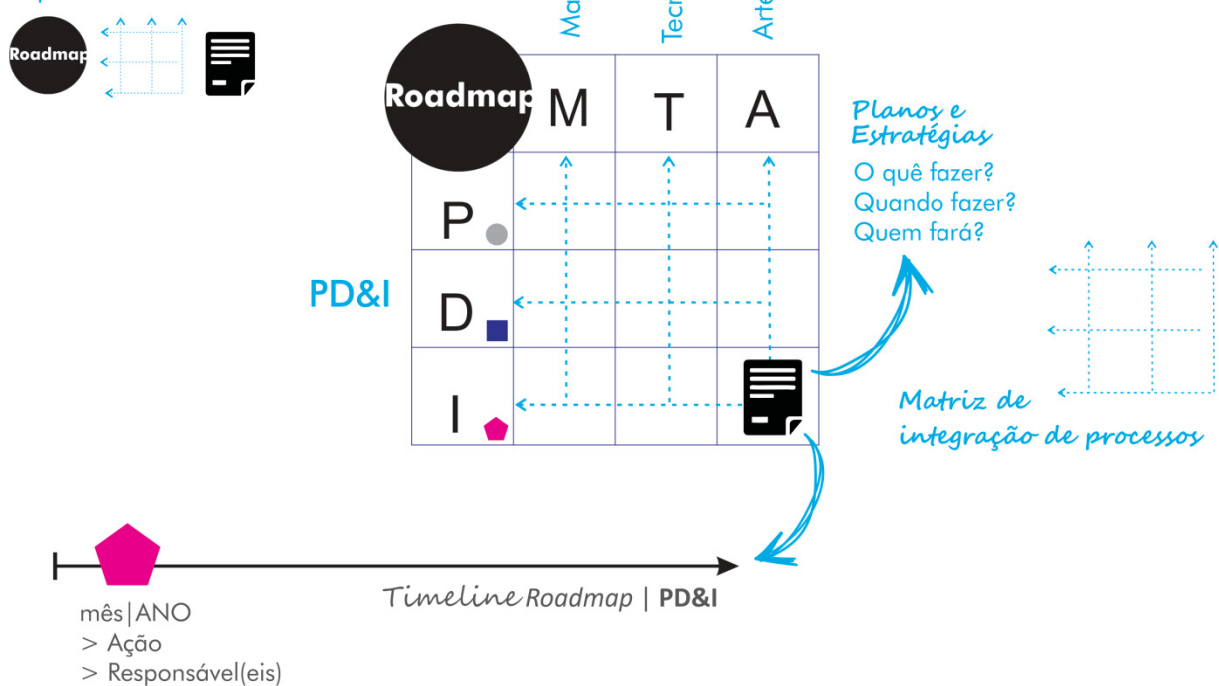 Roadmap
Roadmap
M
T
A
P
D
I
PD&I
Planos e
Estratégias
O quê fazer?
Quando fazer?
Quem fará?
Matriz de
integração de processos
Timeline Roadmap | PD&I
mês|ANO
> Ação
> Responsável(eis)